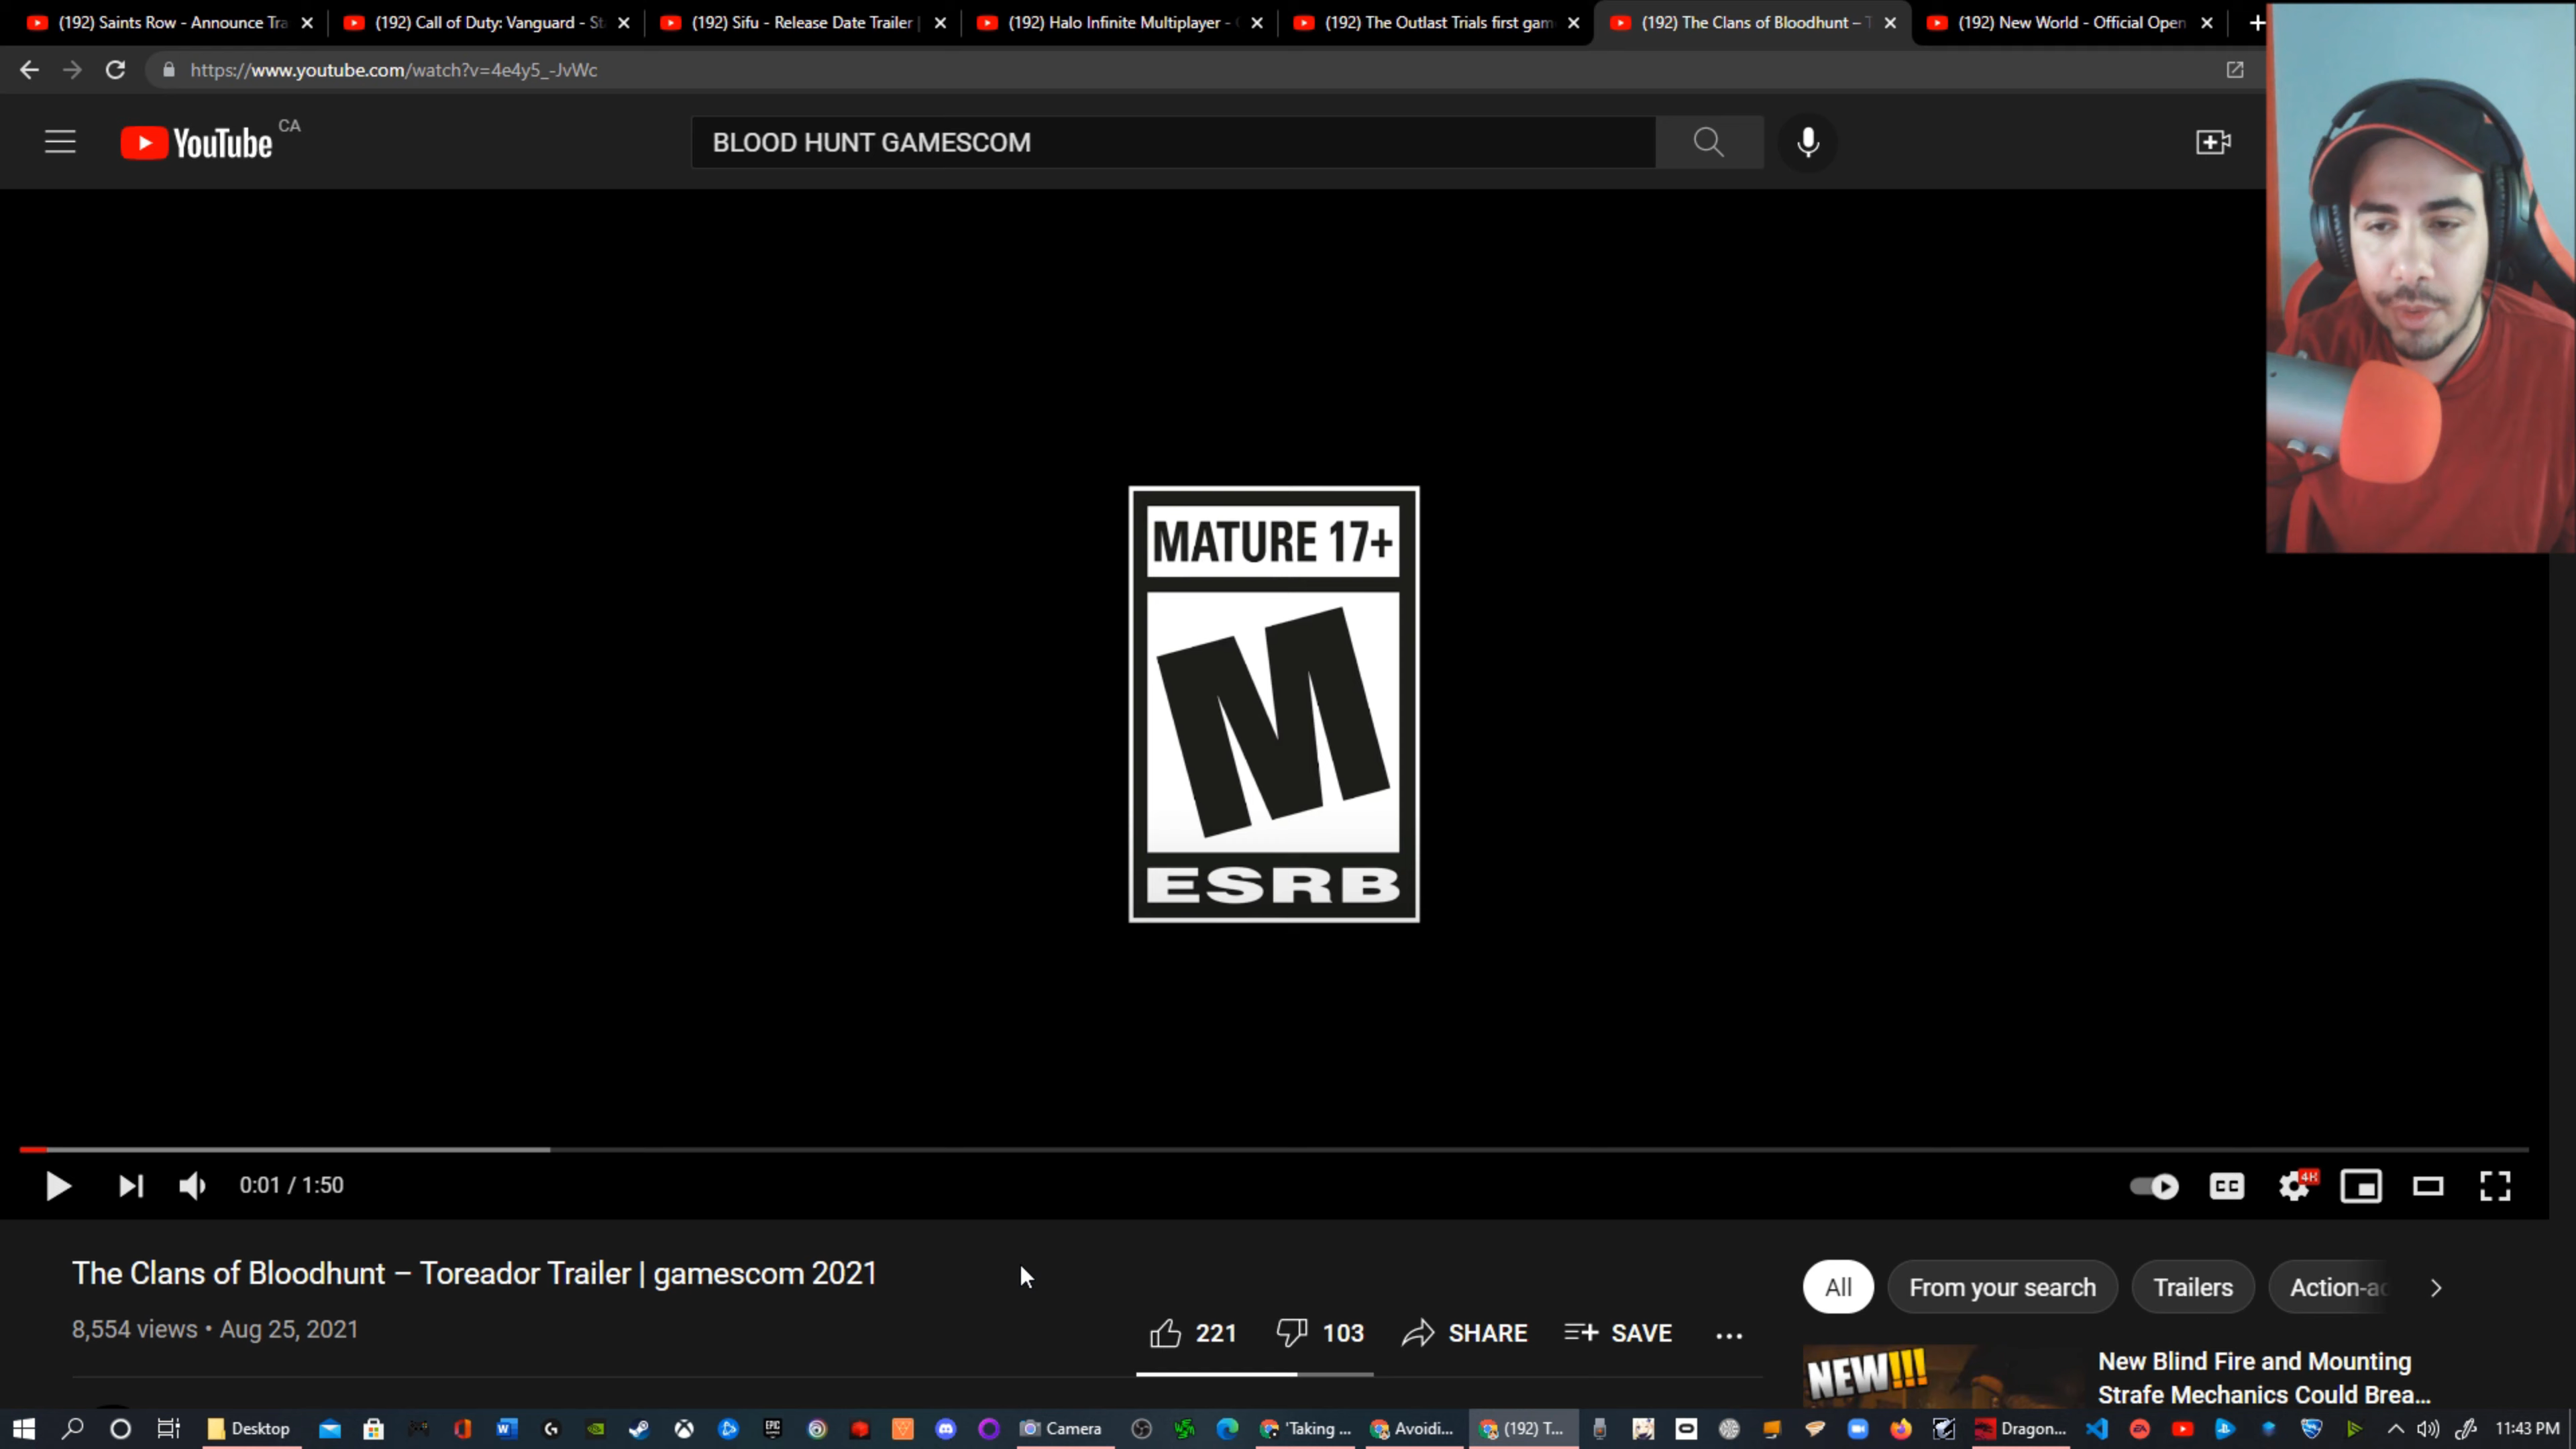 (192) Saints Row - Announce Tra
(192) Call of Duty: Vanguard - St
(192) Sifu - Release Date Trailer |
(192) Halo Infinite Multiplayer -
(192) The Outlast Trials first gam
(192) The Clans of Bloodhunt – T
(192) New World - Official Open
https://www.youtube.com/watch?v=4e4y5_-JvWc
YouTube CA
BLOOD HUNT GAMESCOM
MATURE 17+
M
ESRB
0:01 / 1:50
CC
4K
The Clans of Bloodhunt – Toreador Trailer | gamescom 2021
8,554 views • Aug 25, 2021
221
103
SHARE
SAVE
All
From your search
Trailers
Action-ad
NEW!!!
New Blind Fire and Mounting
Strafe Mechanics Could Brea...
Desktop
EPIC
Camera
'Taking ...
Avoidi...
(192) T...
Dragon...
11:43 PM